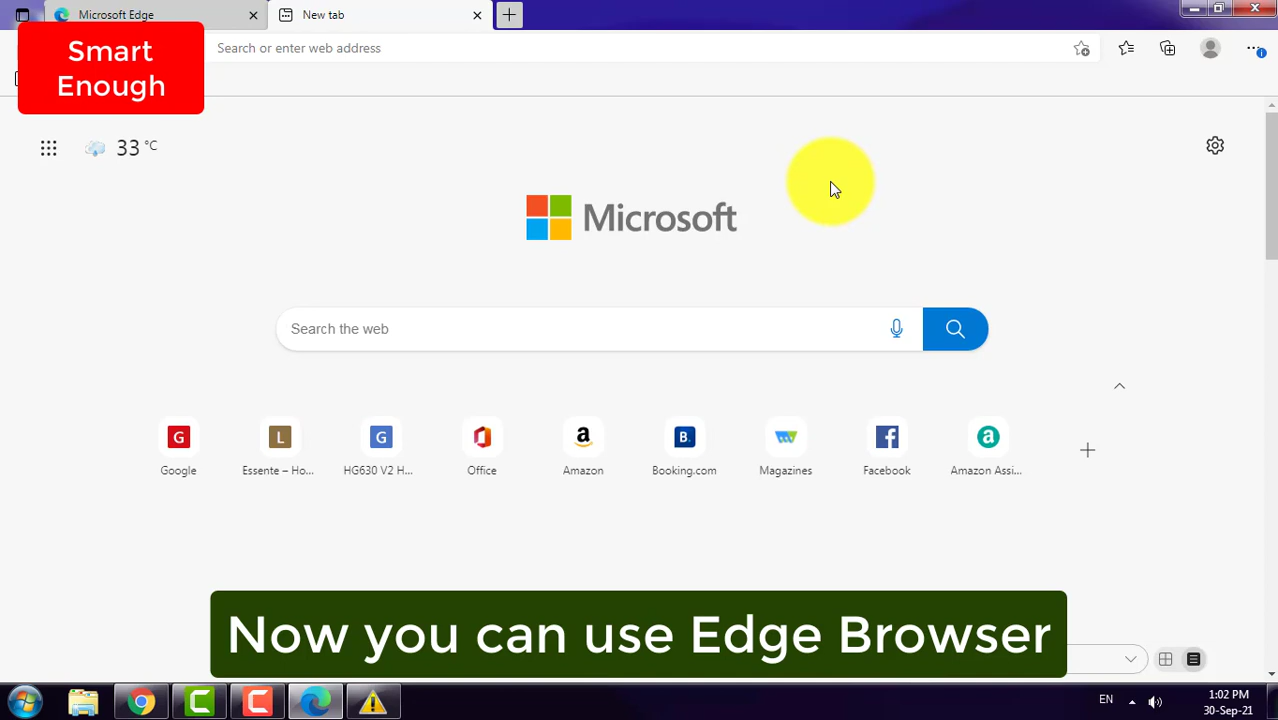 Microsoft Edge
New tab
Smart
Enough
Search or enter web address
33 °C
Microsoft
Search the web
G
L
G
a
B.
a
Google
Essente – Ho...
HG630 V2 H...
Office
Amazon
Booking.com
Magazines
Facebook
Amazon Assi...
Now you can use Edge Browser
EN
1:02 PM
30-Sep-21